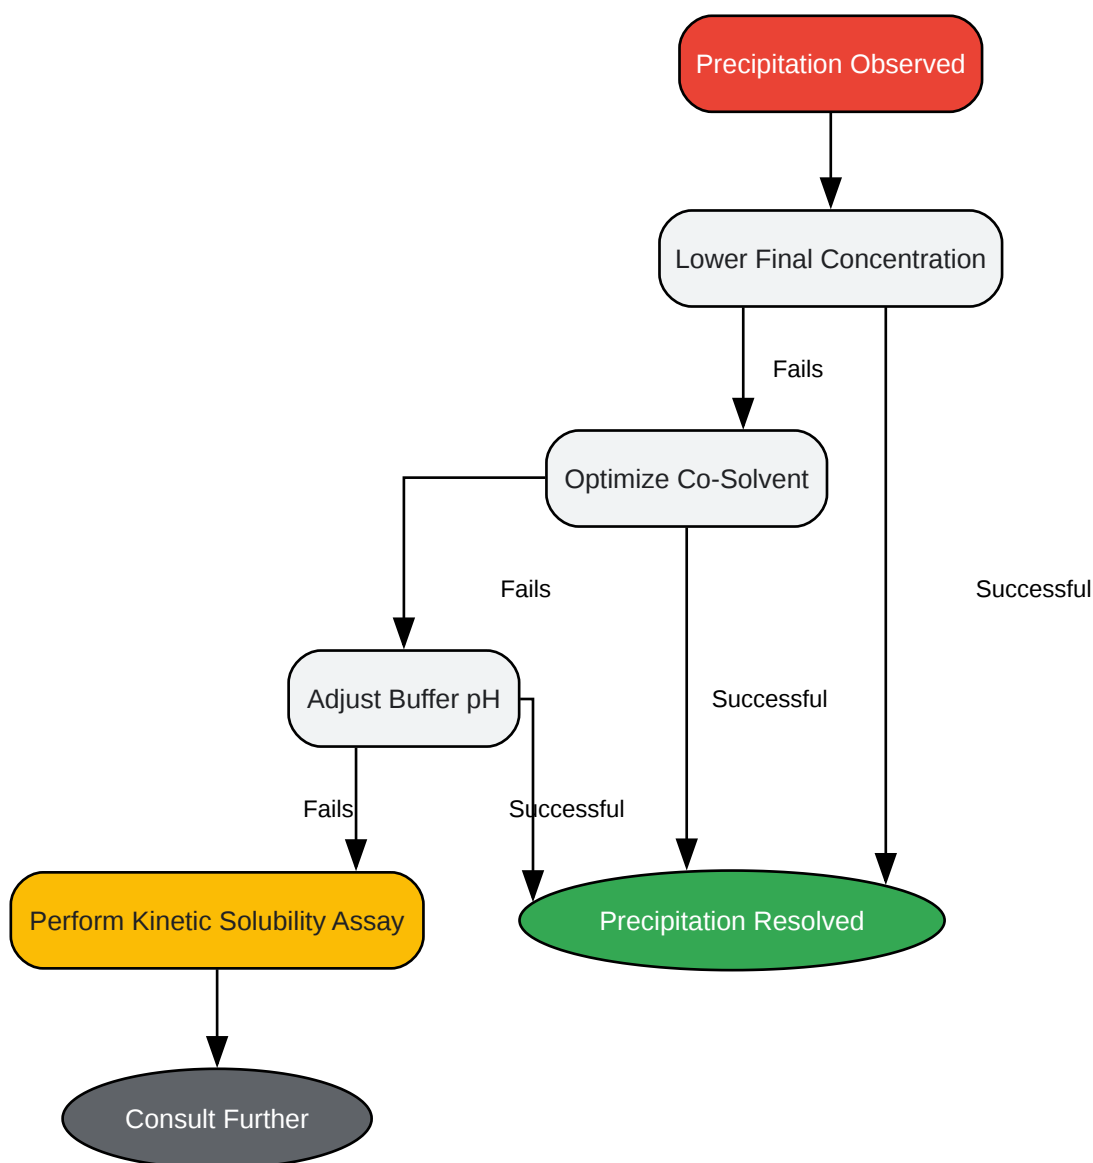 Precipitation Observed
Lower Final Concentration
Fails
Optimize Co-Solvent
Fails
Successful
Adjust Buffer pH
Successful
Fails
Successful
Perform Kinetic Solubility Assay
Precipitation Resolved
Consult Further